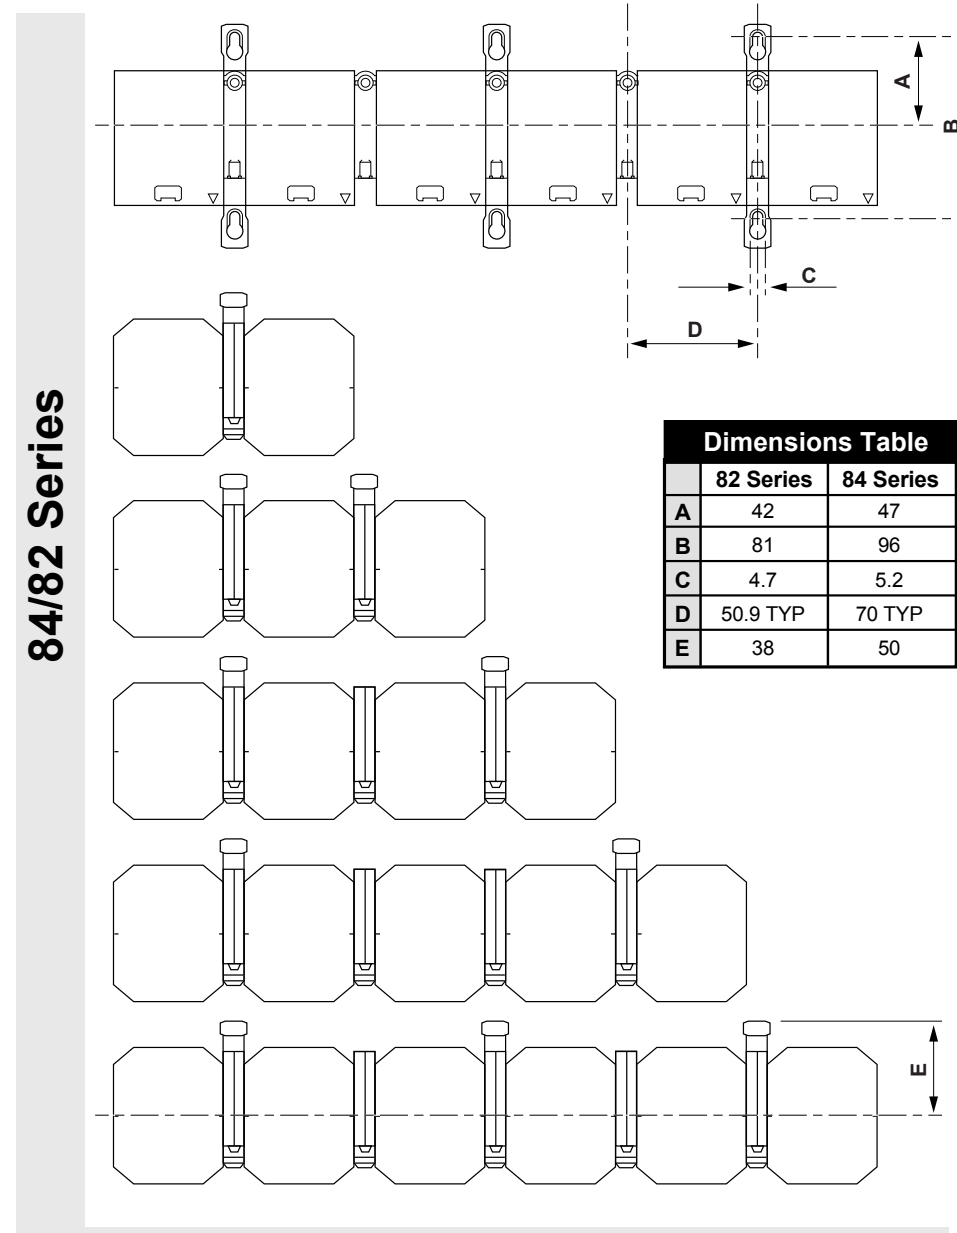 84/82 Series
A
B
C
D
Dimensions Table
82 Series 84 Series
A 42 47
B 81 96
C 4.7 5.2
D 50.9 TYP 70 TYP
E 38 50
E